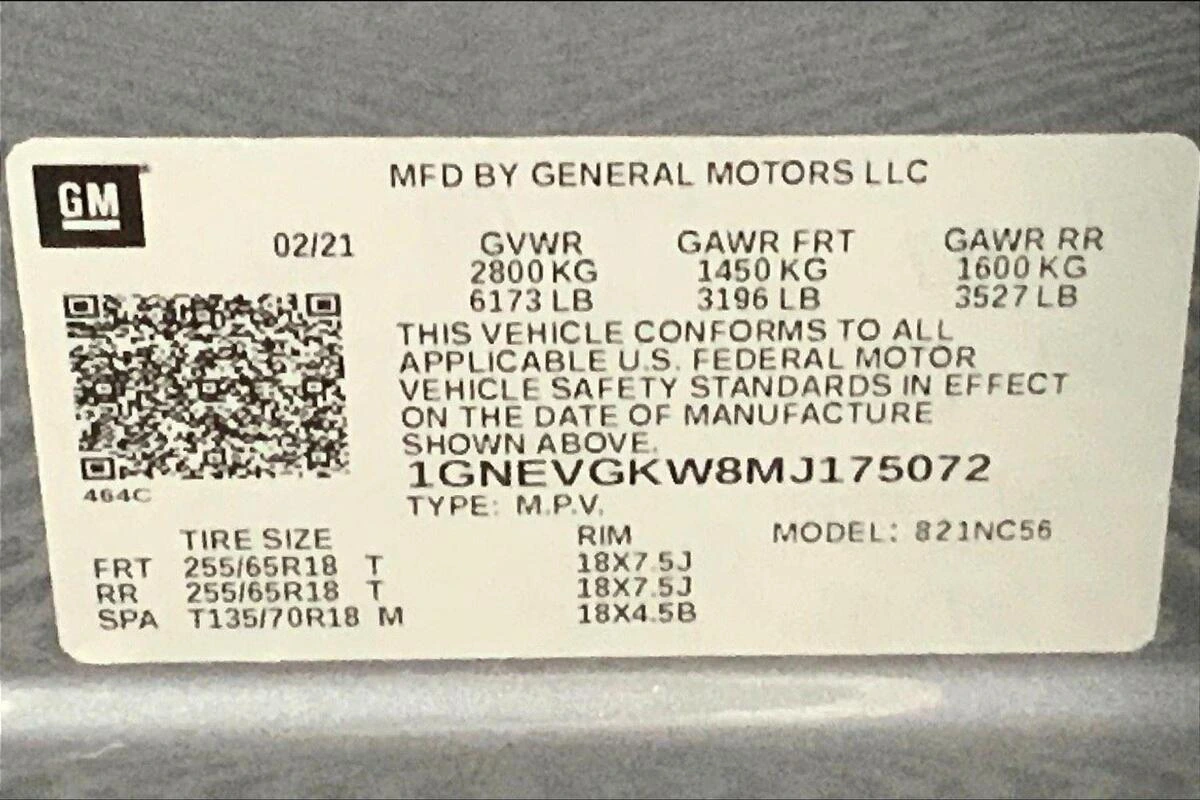 GM
MFD BY GENERAL MOTORS LLC
02/21 GVWR GAWR FRT GAWR RR
2800 KG 1450 KG 1600 KG
6173 LB 3196 LB 3527 LB
THIS VEHICLE CONFORMS TO ALL
APPLICABLE U.S. FEDERAL MOTOR
VEHICLE SAFETY STANDARDS IN EFFECT
ON THE DATE OF MANUFACTURE
SHOWN ABOVE.
1GNEVGKW8MJ175072
464C
TYPE: M.P.V.
TIRE SIZE RIM MODEL: 821NC56
FRT 255/65R18 T 18X7.5J
RR 255/65R18 T 18X7.5J
SPA T135/70R18 M 18X4.5B